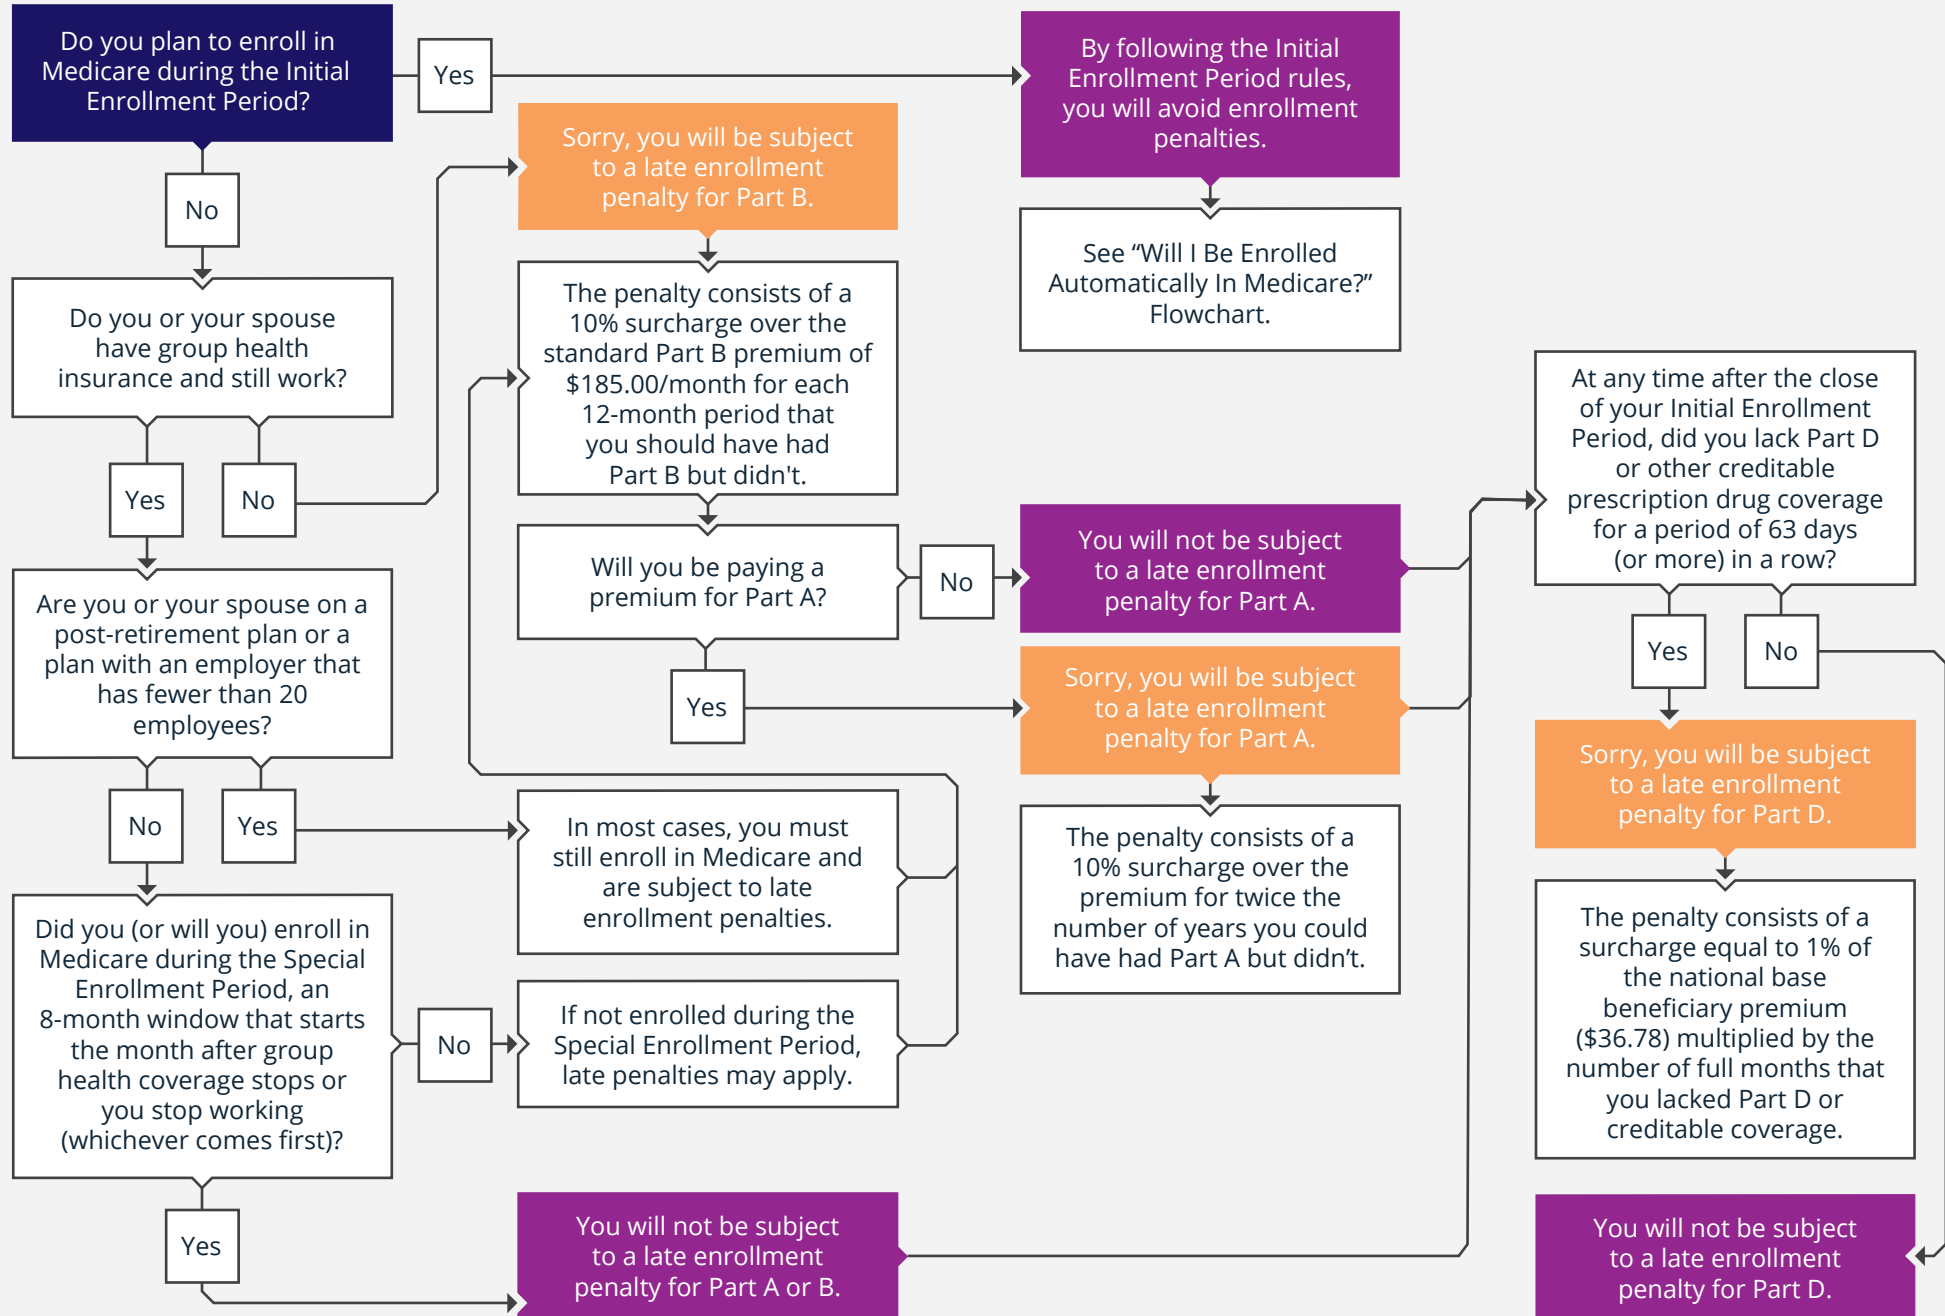 Do you plan to enroll in
Medicare during the Initial
Enrollment Period?
Yes
By following the Initial
Enrollment Period rules,
you will avoid enrollment
penalties.
See “Will I Be Enrolled
Automatically In Medicare?”
Flowchart.
No
Do you or your spouse
have group health
insurance and still work?
Yes
No
Sorry, you will be subject
to a late enrollment
penalty for Part B.
The penalty consists of a
10% surcharge over the
standard Part B premium of
$185.00/month for each
12-month period that
you should have had
Part B but didn't.
Will you be paying a
premium for Part A?
No
You will not be subject
to a late enrollment
penalty for Part A.
Yes
Sorry, you will be subject
to a late enrollment
penalty for Part A.
The penalty consists of a
10% surcharge over the
premium for twice the
number of years you could
have had Part A but didn’t.
Are you or your spouse on a
post-retirement plan or a
plan with an employer that
has fewer than 20
employees?
No
Yes
In most cases, you must
still enroll in Medicare and
are subject to late
enrollment penalties.
Did you (or will you) enroll in
Medicare during the Special
Enrollment Period, an
8-month window that starts
the month after group
health coverage stops or
you stop working
(whichever comes first)?
No
If not enrolled during the
Special Enrollment Period,
late penalties may apply.
Yes
You will not be subject
to a late enrollment
penalty for Part A or B.
At any time after the close
of your Initial Enrollment
Period, did you lack Part D
or other creditable
prescription drug coverage
for a period of 63 days
(or more) in a row?
Yes
No
Sorry, you will be subject
to a late enrollment
penalty for Part D.
The penalty consists of a
surcharge equal to 1% of
the national base
beneficiary premium
($36.78) multiplied by the
number of full months that
you lacked Part D or
creditable coverage.
You will not be subject
to a late enrollment
penalty for Part D.